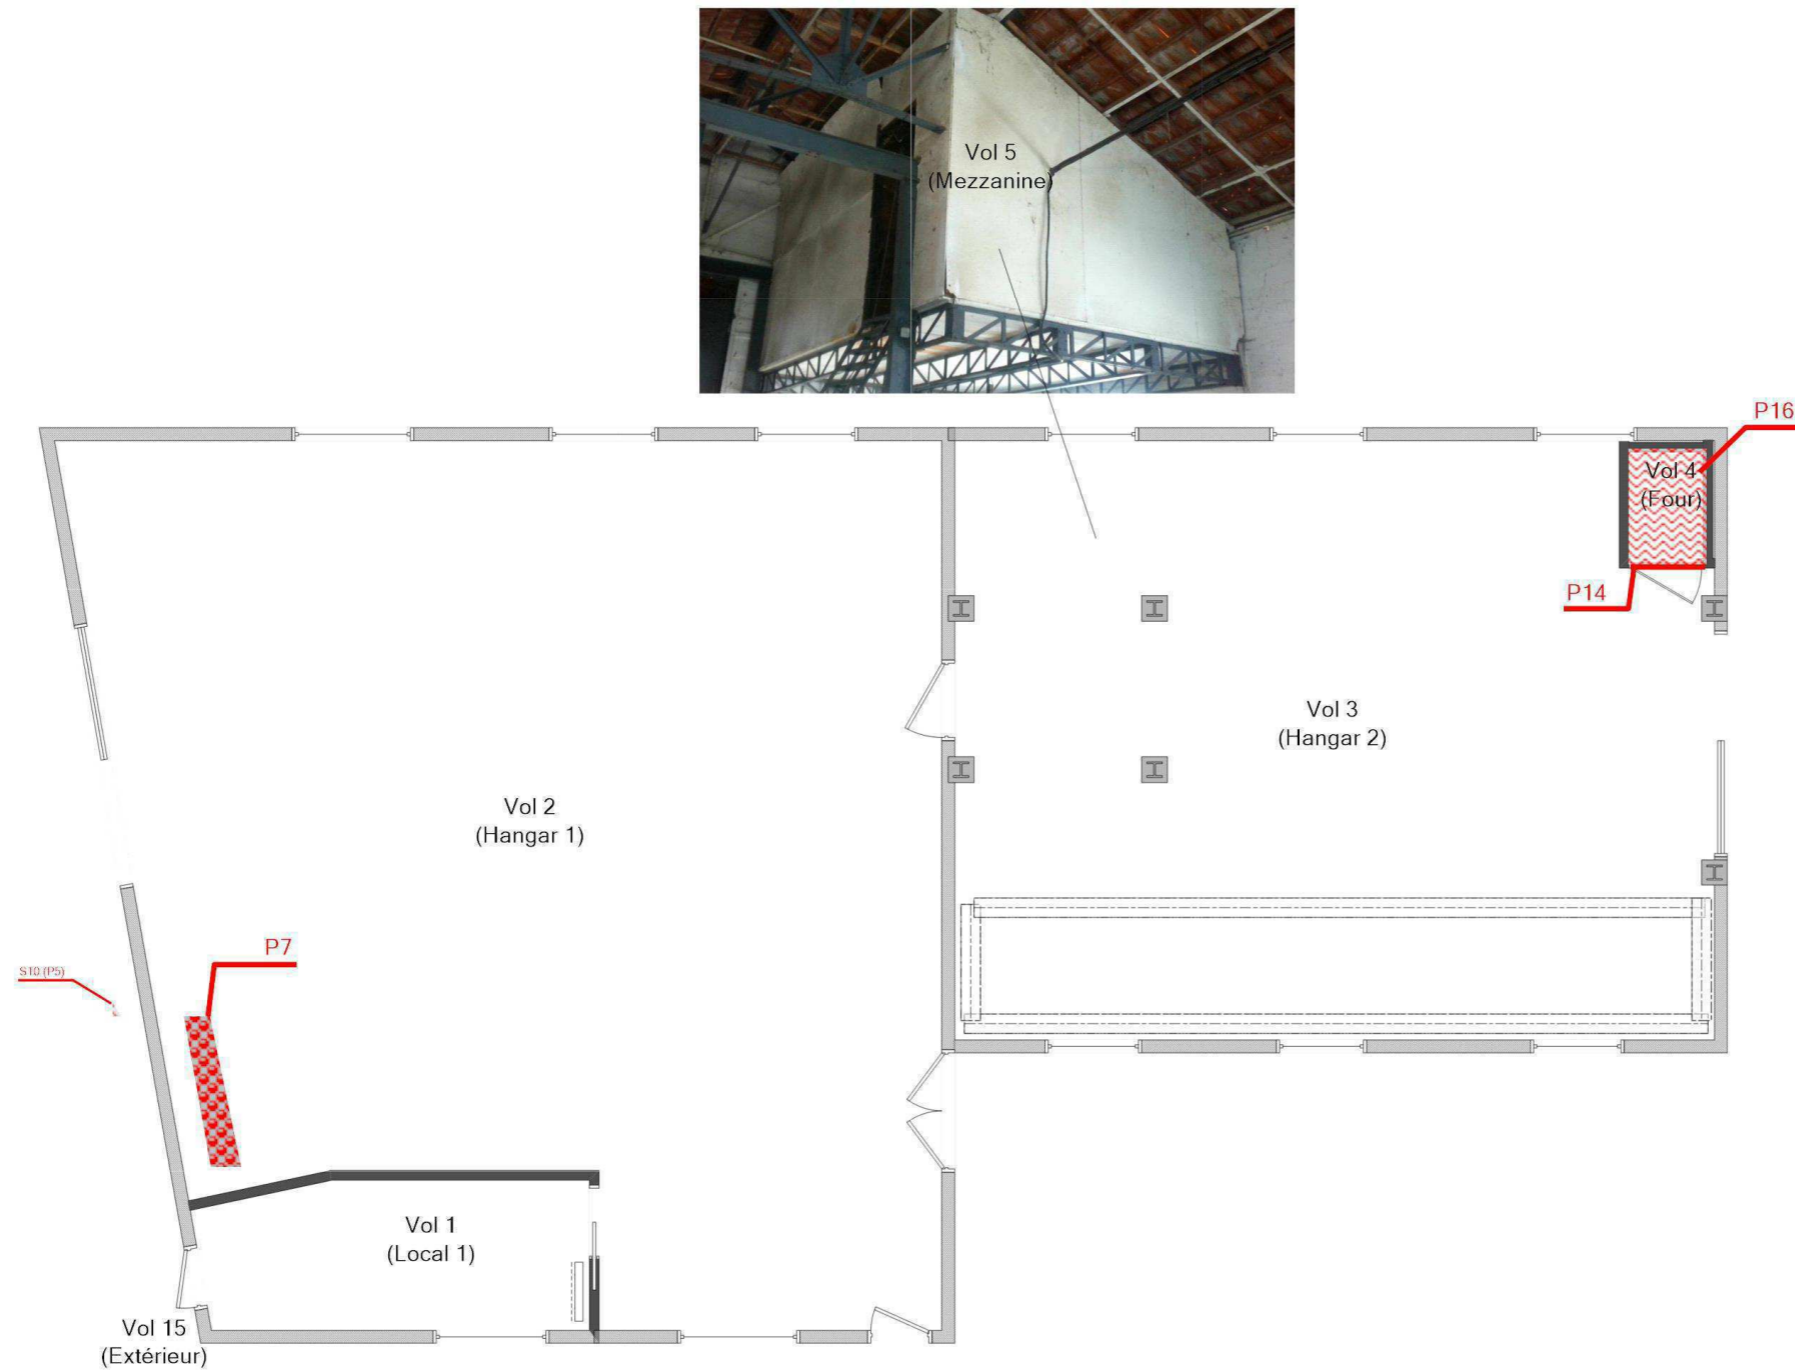 Vol 5
(Mezzanine)
P16
Vol 4
(Four)
P14
Vol 3
(Hangar 2)
Vol 2
(Hangar 1)
P7
S10 (P5)
Vol 1
(Local 1)
Vol 15
(Extérieur)